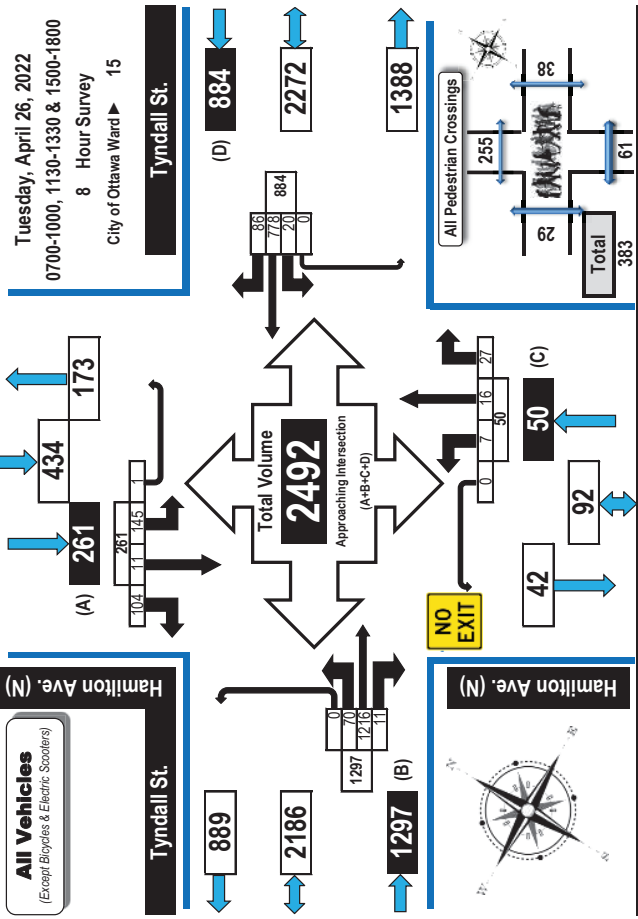 All Vehicles
(Except Bicycles & Electric Scooters)
Tyndall St.
Hamilton Ave. (N)
Tuesday, April 26, 2022
0700-1000, 1130-1330 & 1500-1800
8 Hour Survey
City of Ottawa Ward ► 15
Tyndall St.
434
173
261
(A)
261
104
11
145
1
889
2186
1297
(B)
1297
0
70
1216
11
Total Volume
2492
Approaching Intersection
(A+B+C+D)
86
778
20
0
884
884
(D)
2272
1388
NO
EXIT
0
7
16
27
50
50
(C)
42
92
Hamilton Ave. (N)
N
E
S
W
All Pedestrian Crossings
255
29
38
61
Total
383